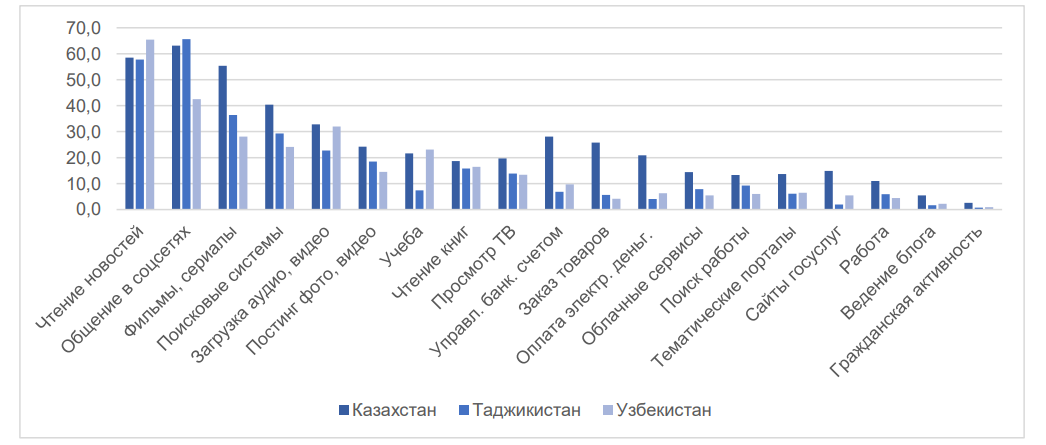 70,0
60,0
50,0
40,0
30,0
20,0
10,0
0,0
Чтение новостей
Общение в соцсетях
Фильмы, сериалы
Поисковые системы
Загрузка аудио, видео
Постинг фото, видео
Учеба
Чтение книг
Просмотр ТВ
Управл. банк. счетом
Заказ товаров
Оплата электр. деньг.
Облачные сервисы
Поиск работы
Тематические порталы
Сайты госуслуг
Работа
Ведение блога
Гражданская активность
Казахстан Таджикистан Узбекистан